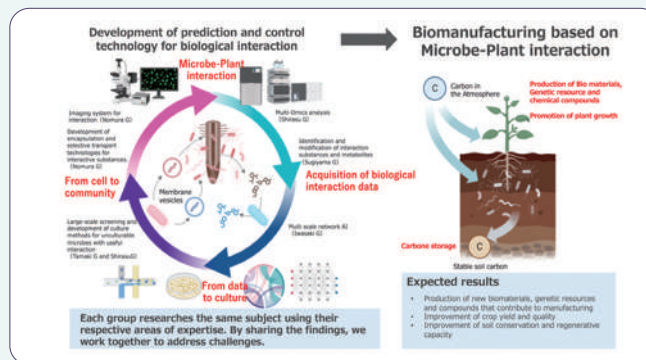 Development of prediction and control
technology for biological interaction
Microbe-Plant
interaction
Imaging system for
interaction (Nomura G)
Multi-Omics analysis
(Shirasu G)
Development of
encapsulation and
selective transport
technologies for
interactive substances.
(Nomura G)
Identification and
modification of interaction
substances and metabolites
(Sugiyama G)
From cell to
community
Membrane
vesicles
Acquisition of biological
interaction data
Large-scale screening and
development of culture
methods for unculturable
microbes with useful
interaction
(Tamaki G and ShirasuG)
Multi scale network AI
(Iwasaki G)
From data
to culture
Each group researches the same subject using their
respective areas of expertise. By sharing the findings, we
work together to address challenges.
Biomanufacturing based on
Microbe-Plant interaction
C
Carbon in
the Atmosphere
Production of Bio materials,
Genetic resource and
chemical compounds
Promotion of plant growth
Carbone storage
C
Stable soil carbon
Expected results
• Production of new biomaterials, genetic resources
and compounds that contribute to manufacturing
• Improvement of crop yield and quality
• Improvement of soil conservation and regenerative
capacity